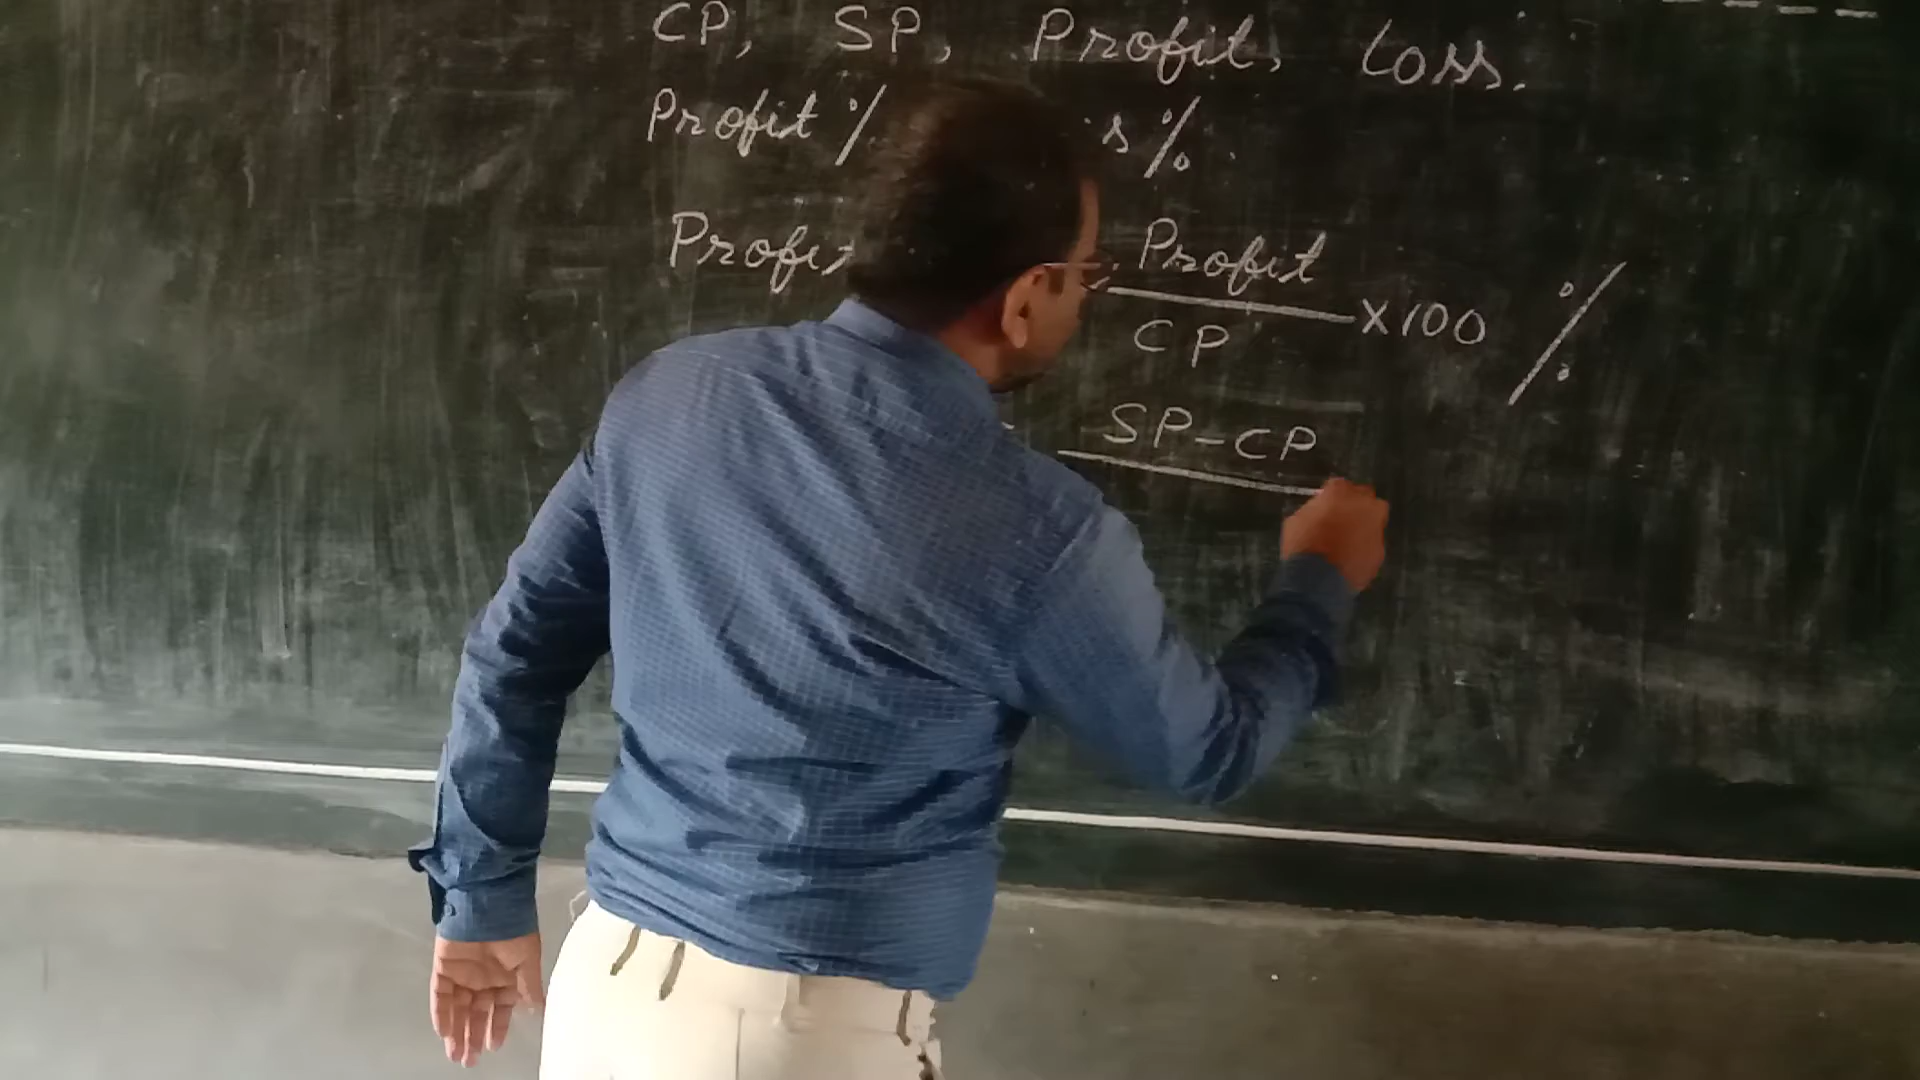 CP, SP, Profit, Loss.
Profit % s%.
Profit Profit
CP
×100 %
SP-CP